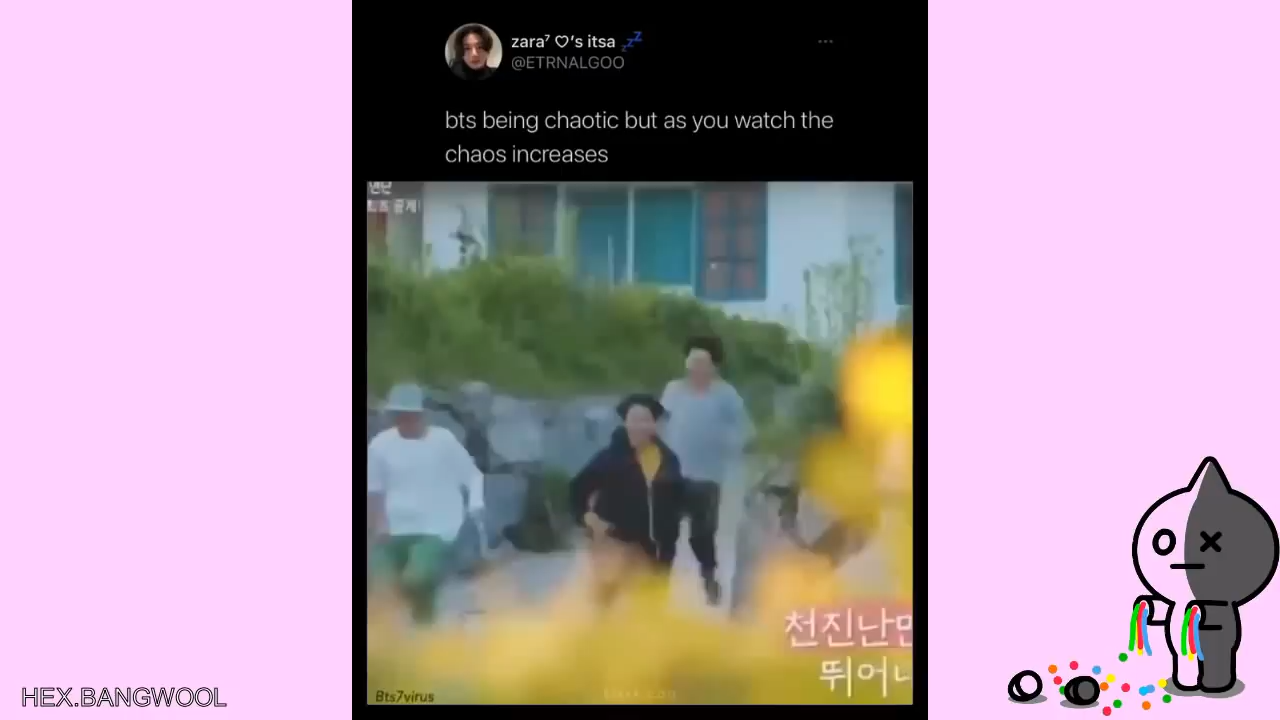 zara⁷ ♡'s itsa 💤
@ETRNALGOO
bts being chaotic but as you watch the
chaos increases
천진난만
뛰어
Bts7virus
HEX.BANGWOOL